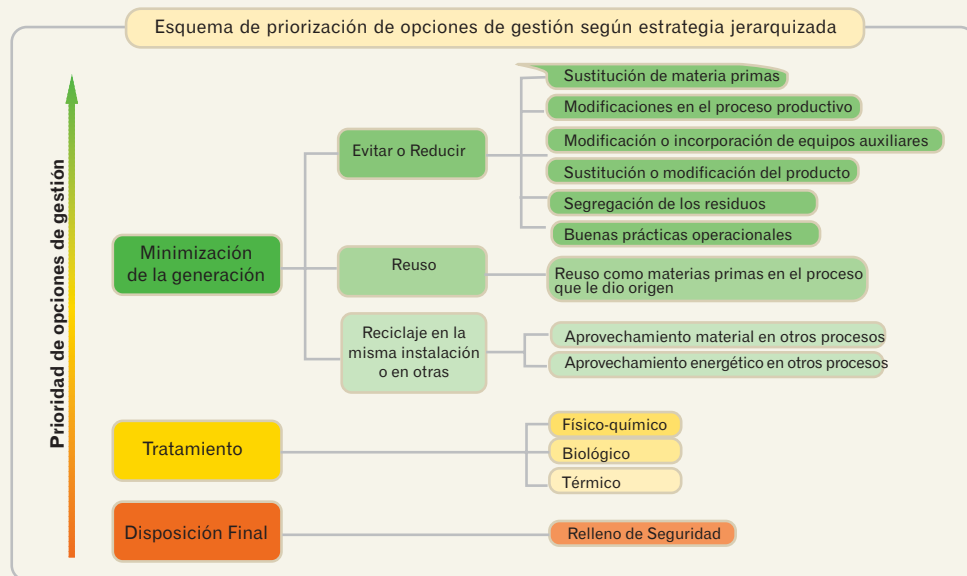 Esquema de priorización de opciones de gestión según estrategia jerarquizada
Prioridad de opciones de gestión
Minimización
de la generación
Evitar o Reducir
Sustitución de materia primas
Modificaciones en el proceso productivo
Modificación o incorporación de equipos auxiliares
Sustitución o modificación del producto
Segregación de los residuos
Buenas prácticas operacionales
Reuso
Reuso como materias primas en el proceso
que le dio origen
Reciclaje en la
misma instalación
o en otras
Aprovechamiento material en otros procesos
Aprovechamiento energético en otros procesos
Tratamiento
Físico-químico
Biológico
Térmico
Disposición Final
Relleno de Seguridad